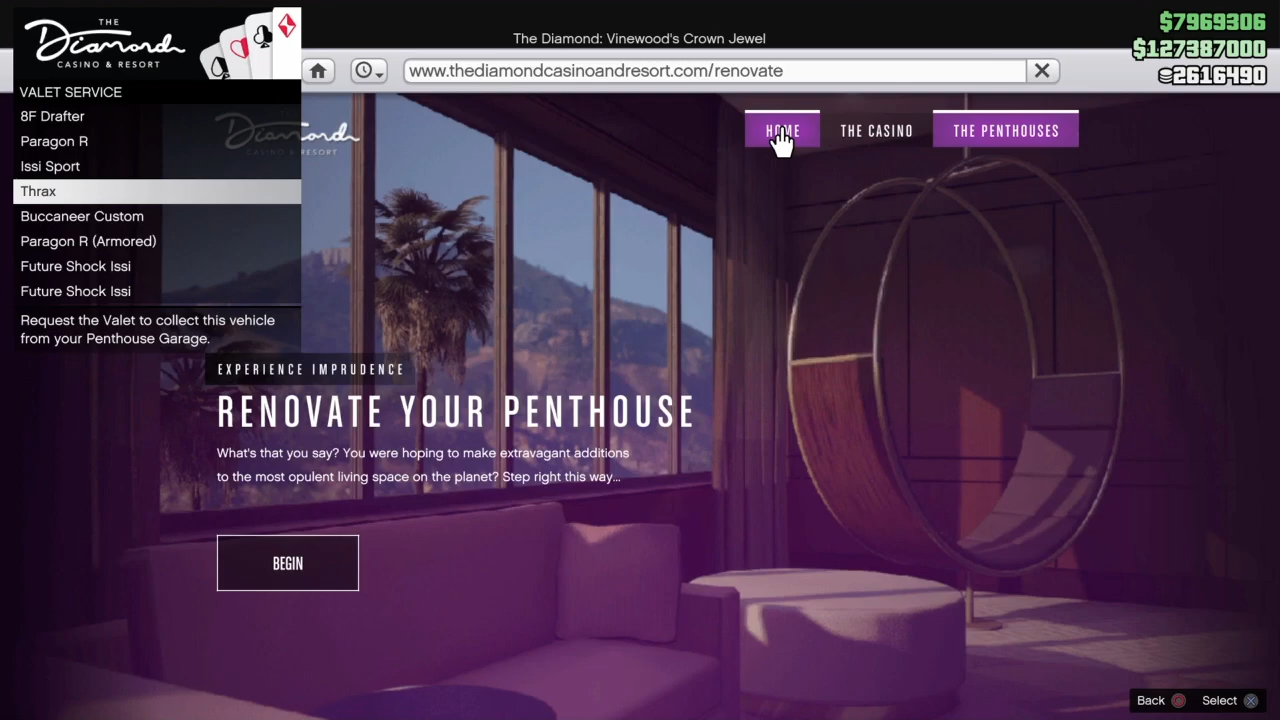 THE
Diamond
CASINO & RESORT
VALET SERVICE
8F Drafter
Paragon R
Issi Sport
Thrax
Buccaneer Custom
Paragon R (Armored)
Future Shock Issi
Future Shock Issi
Request the Valet to collect this vehicle
from your Penthouse Garage.
The Diamond: Vinewood's Crown Jewel
www.thediamondcasinoandresort.com/renovate
$7969306
$127387000
2616490
Diamond
CASINO & RESORT
HOME
THE CASINO
THE PENTHOUSES
EXPERIENCE IMPRUDENCE
RENOVATE YOUR PENTHOUSE
What's that you say? You were hoping to make extravagant additions
to the most opulent living space on the planet? Step right this way...
BEGIN
Back
Select